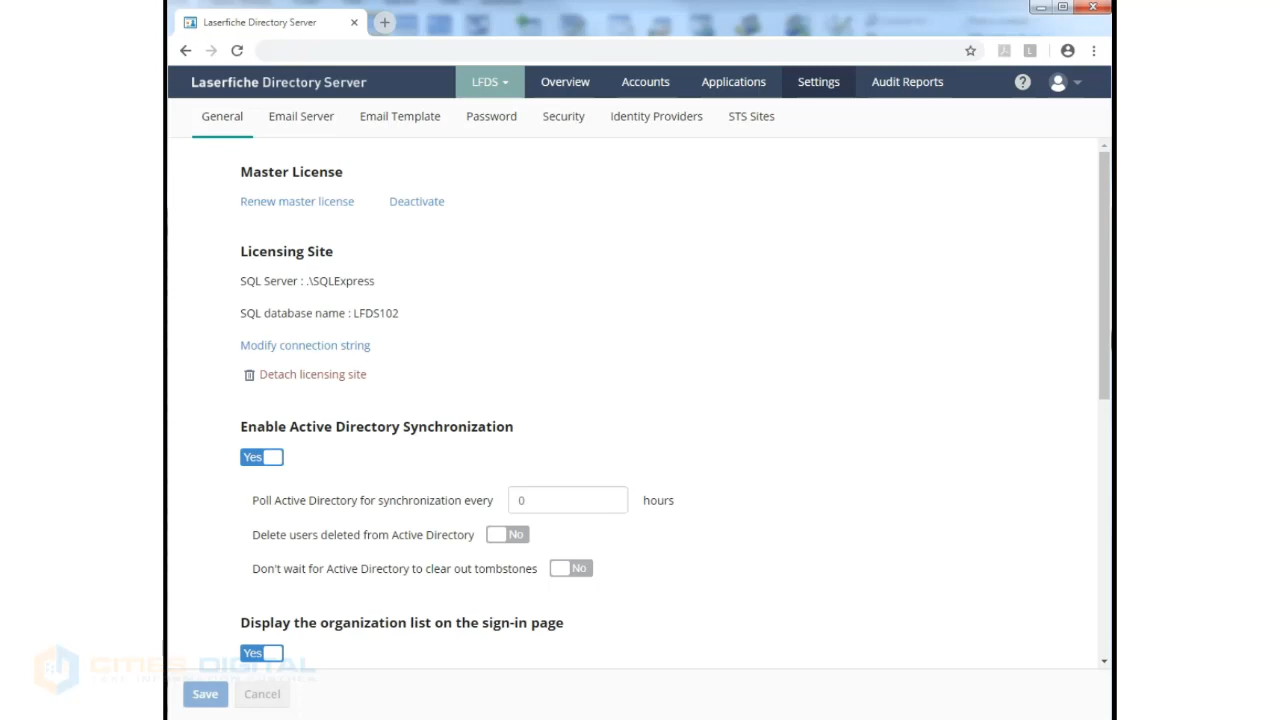 Laserfiche Directory Server
Laserfiche Directory Server LFDS Overview Accounts Applications Settings Audit Reports
General Email Server Email Template Password Security Identity Providers STS Sites
Master License
Renew master license Deactivate
Licensing Site
SQL Server : .\SQLExpress
SQL database name : LFDS102
Modify connection string
Detach licensing site
Enable Active Directory Synchronization
Yes
Poll Active Directory for synchronization every 0 hours
Delete users deleted from Active Directory No
Don't wait for Active Directory to clear out tombstones No
Display the organization list on the sign-in page
Yes
CITIES DIGITAL
Save Cancel